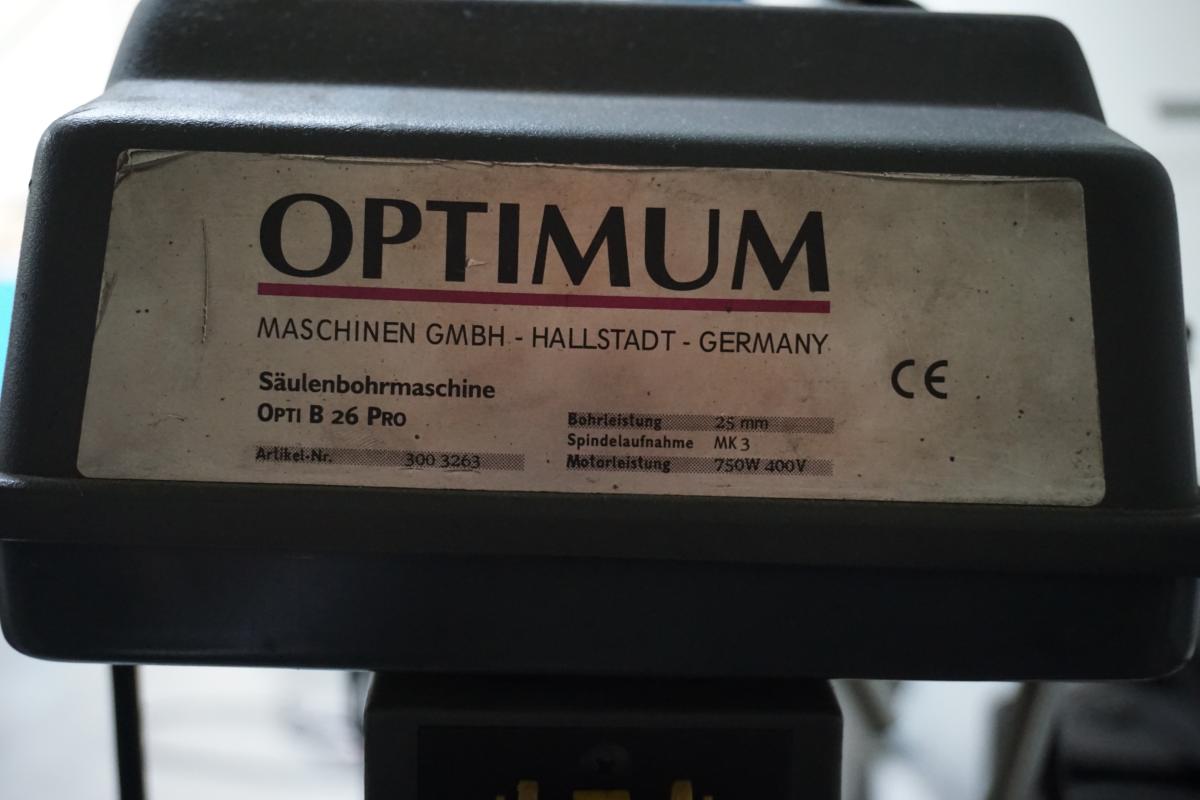 OPTIMUM
MASCHINEN GMBH - HALLSTADT - GERMANY
CE
Säulenbohrmaschine
OPTI B 26 PRO
Artikel-Nr. 300 3263
Bohrleistung 25 mm
Spindelaufnahme MK 3
Motorleistung 750W 400V